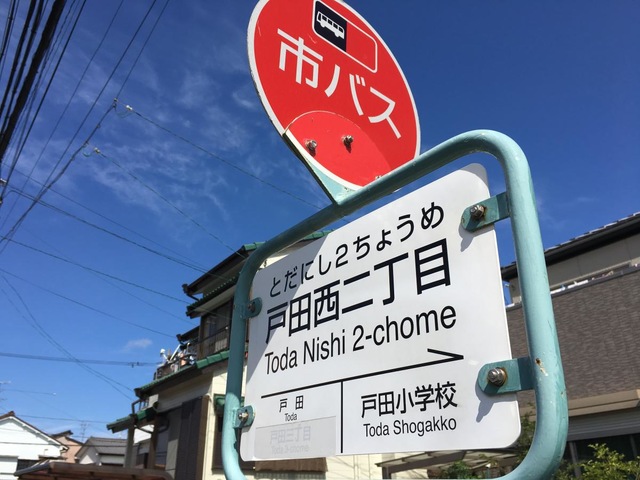 市バス
とだにし2ちょうめ
戸田西二丁目
Toda Nishi 2-chome
戸田
Toda
戸田小学校
Toda Shogakko